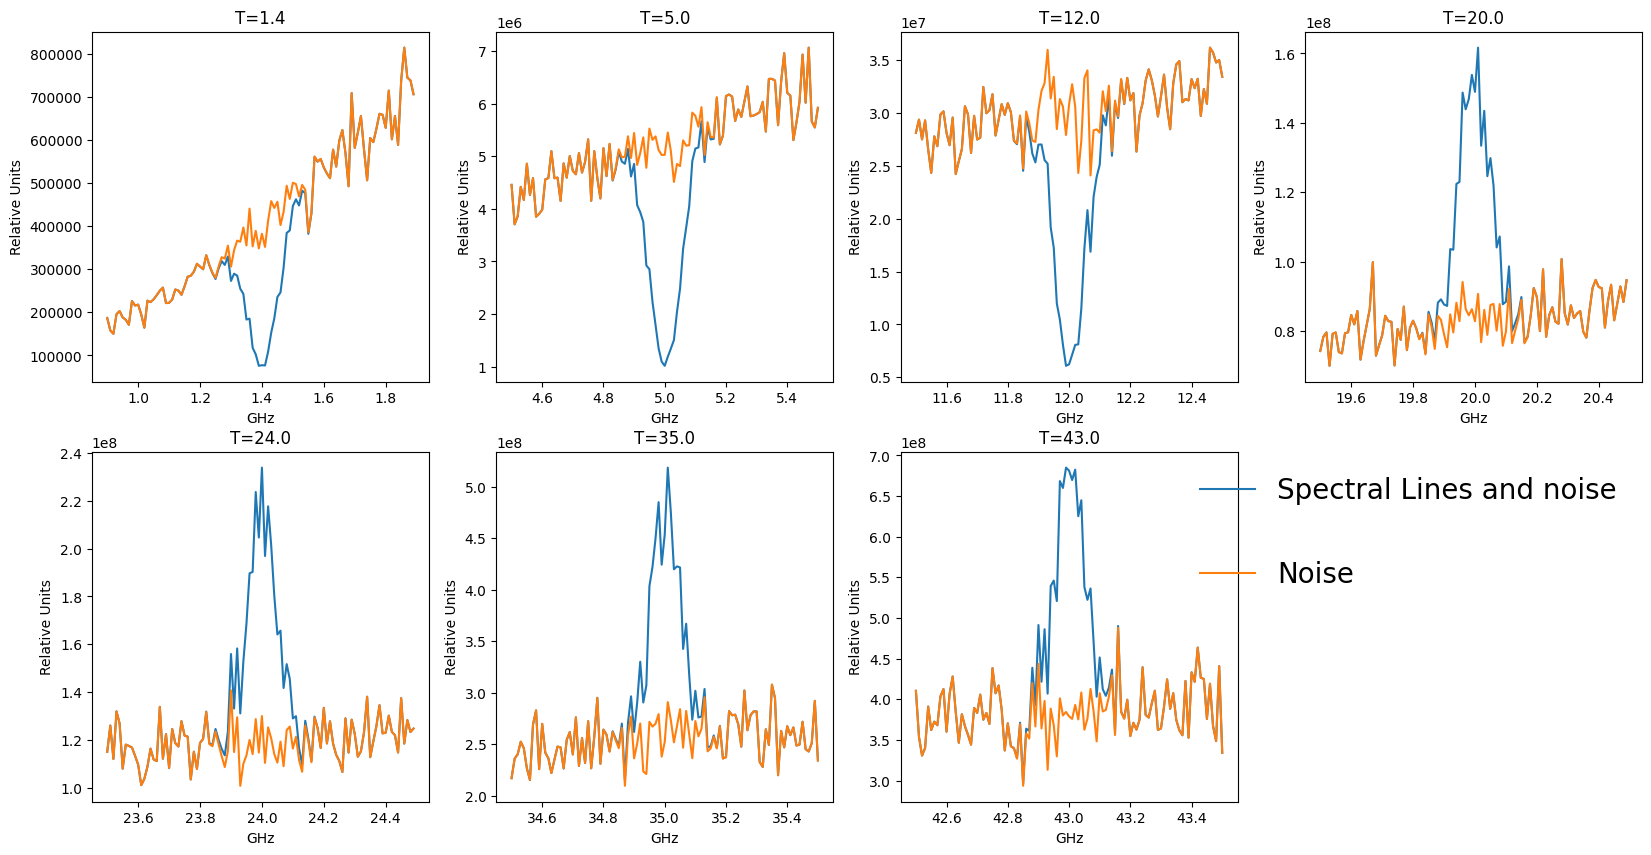 T=1.4
Relative Units
800000
700000
600000
500000
400000
300000
200000
100000
1.0 1.2 1.4 1.6 1.8
GHz
T=5.0
1e6
Relative Units
7
6
5
4
3
2
1
4.6 4.8 5.0 5.2 5.4
GHz
T=12.0
1e7
Relative Units
3.5
3.0
2.5
2.0
1.5
1.0
0.5
11.6 11.8 12.0 12.2 12.4
GHz
T=20.0
1e8
Relative Units
1.6
1.4
1.2
1.0
0.8
19.6 19.8 20.0 20.2 20.4
GHz
T=24.0
1e8
Relative Units
2.4
2.2
2.0
1.8
1.6
1.4
1.2
1.0
23.6 23.8 24.0 24.2 24.4
GHz
T=35.0
1e8
Relative Units
5.0
4.5
4.0
3.5
3.0
2.5
2.0
34.6 34.8 35.0 35.2 35.4
GHz
T=43.0
1e8
Relative Units
7.0
6.5
6.0
5.5
5.0
4.5
4.0
3.5
3.0
42.6 42.8 43.0 43.2 43.4
GHz
Spectral Lines and noise
Noise